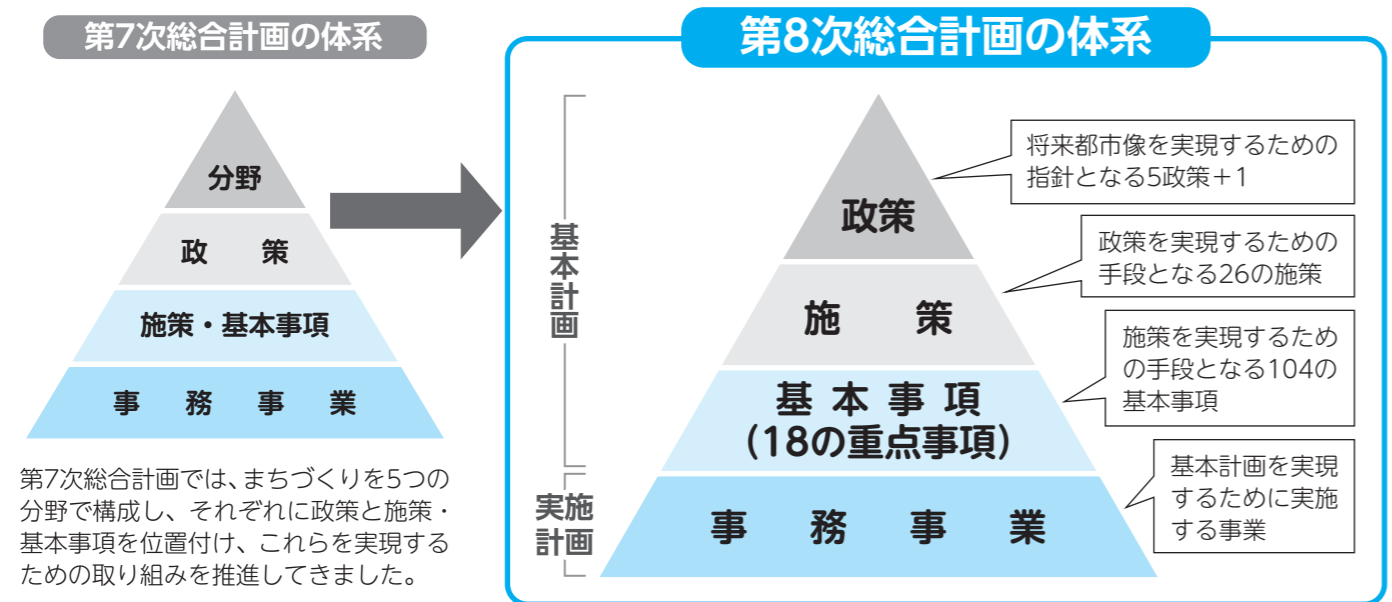 第7次総合計画の体系
分野
政 策
施策・基本事項
事 務 事 業
第7次総合計画では、まちづくりを5つの
分野で構成し、それぞれに政策と施策・
基本事項を位置付け、これらを実現する
ための取り組みを推進してきました。
第8次総合計画の体系
基本計画
実施
計画
政策
施 策
基 本 事 項
(18の重点事項)
事 務 事 業
将来都市像を実現するための
指針となる5政策+1
政策を実現するための
手段となる26の施策
施策を実現するため
の手段となる104の
基本事項
基本計画を実現
するために実施
する事業